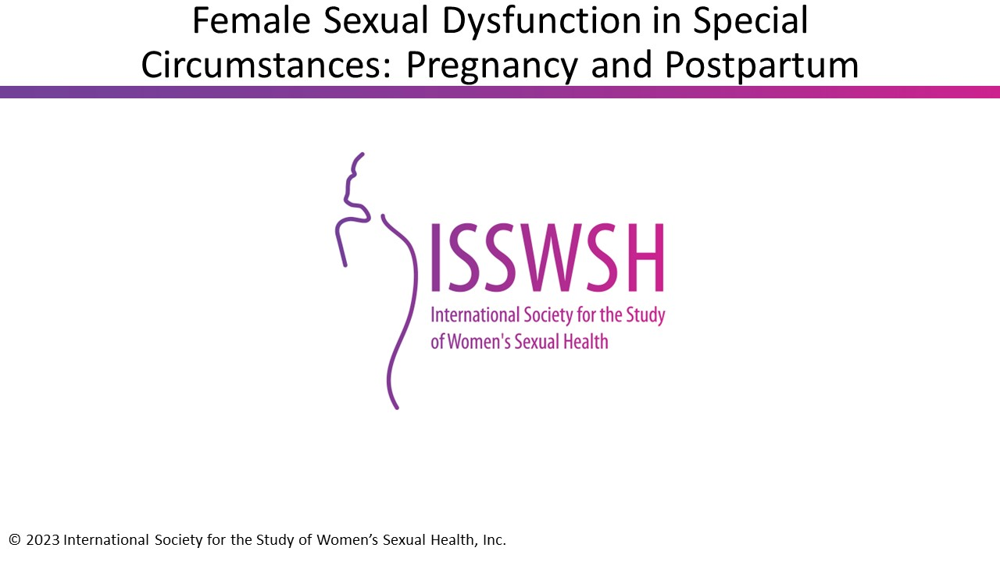 Female Sexual Dysfunction in Special
Circumstances: Pregnancy and Postpartum
ISSWSH
International Society for the Study
of Women's Sexual Health
© 2023 International Society for the Study of Women’s Sexual Health, Inc.